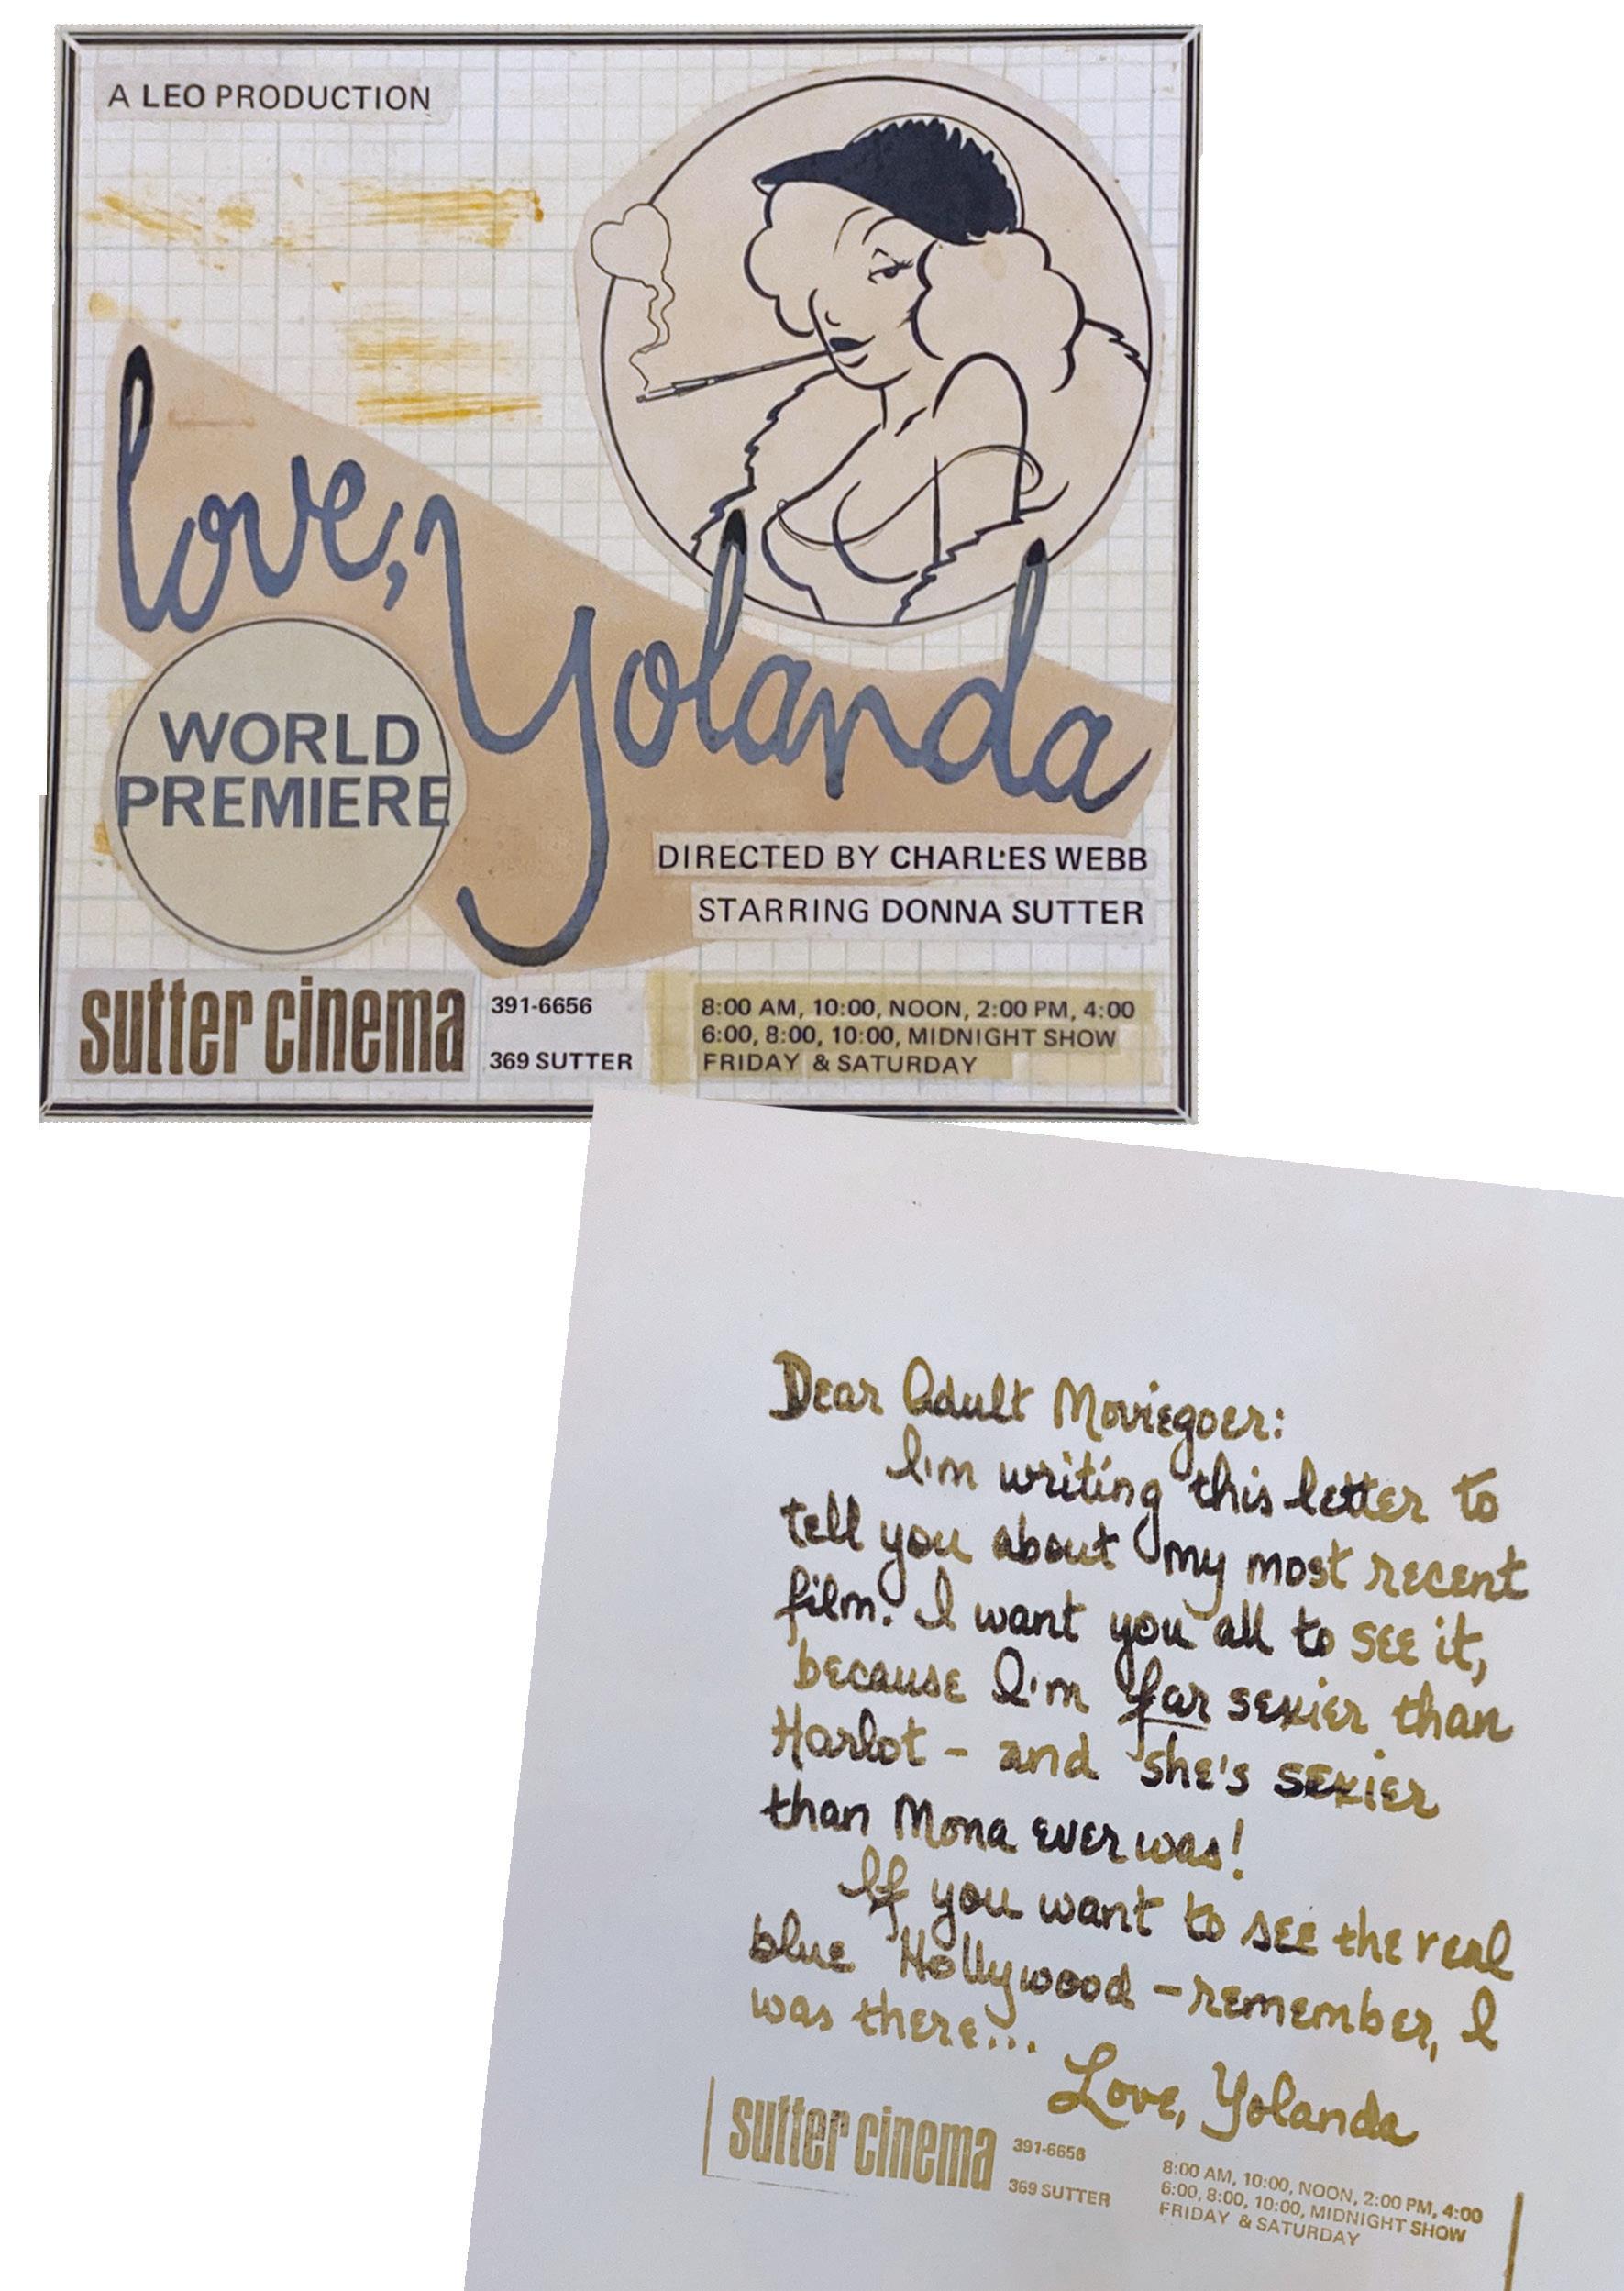 A LEO PRODUCTION
love,
Yolanda
WORLD
PREMIERE
DIRECTED BY CHARLES WEBB
STARRING DONNA SUTTER
sutter cinema
391-6656
369 SUTTER
8:00 AM, 10:00, NOON, 2:00 PM, 4:00
6:00, 8:00, 10:00, MIDNIGHT SHOW
FRIDAY & SATURDAY
Dear Adult Moviegoer:
I'm writing this letter to
tell you about my most recent
film. I want you all to see it,
because I'm far sexier than
Harlot - and she's sexier
than Mona ever was!
If you want to see the real
blue Hollywood - remember, I
was there...
Love, Yolanda
sutter cinema
391-6656
369 SUTTER
8:00 AM, 10:00, NOON, 2:00 PM, 4:00
6:00, 8:00, 10:00, MIDNIGHT SHOW
FRIDAY & SATURDAY